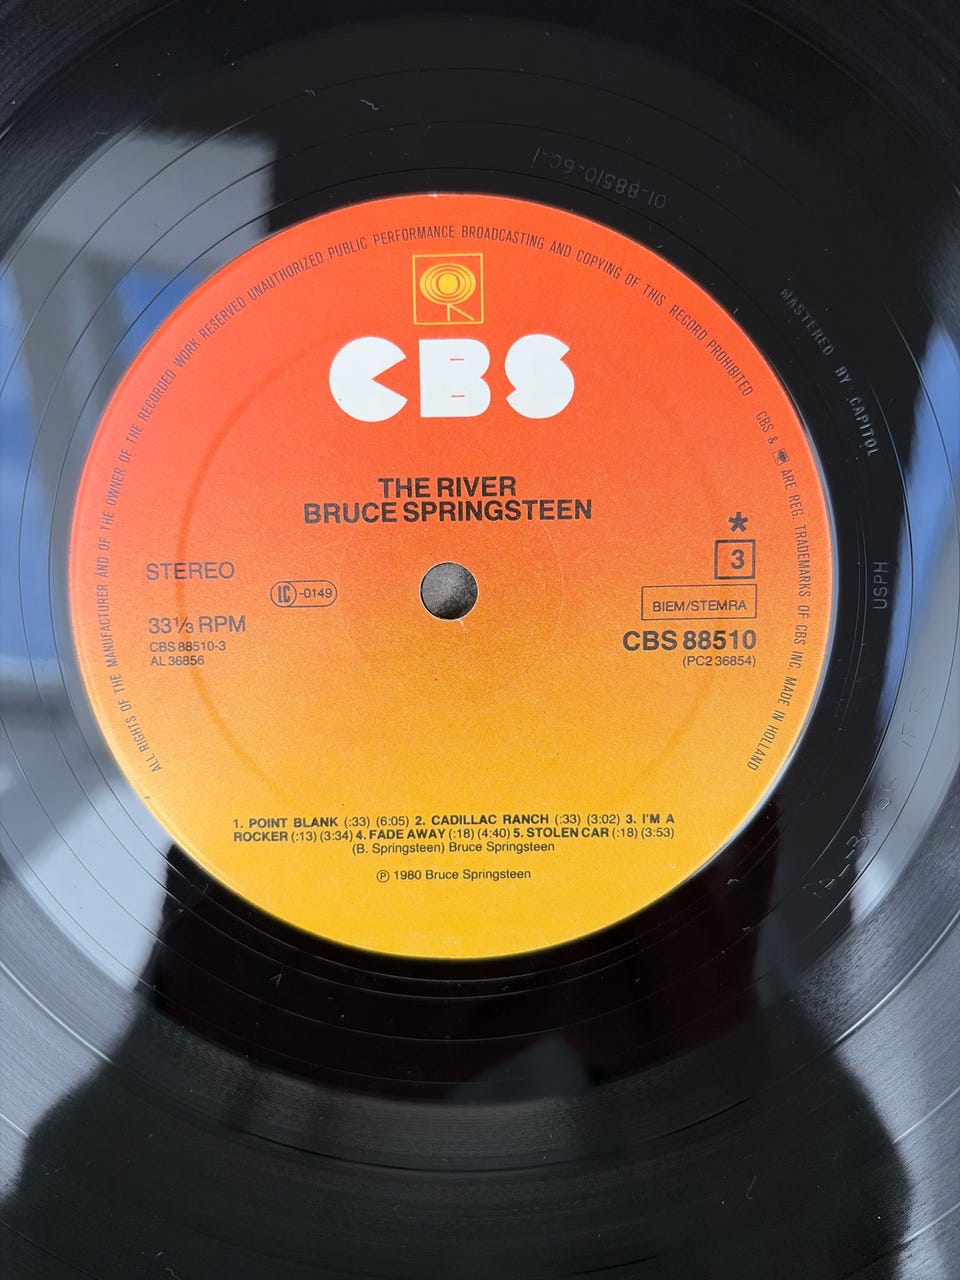 ALL RIGHTS OF THE MANUFACTURER AND OF THE OWNER OF THE RECORDED WORK RESERVED UNAUTHORIZED PUBLIC PERFORMANCE BROADCASTING AND COPYING OF THIS RECORD PROHIBITED CBS & ARE REG. TRADEMARKS OF CBS INC. MADE IN HOLLAND
CBS
THE RIVER
BRUCE SPRINGSTEEN
STEREO
LC-0149
33⅓ RPM
CBS 88510-3
AL 36856
*
3
BIEM/STEMRA
CBS 88510
(PC2 36854)
1. POINT BLANK (:33) (6:05) 2. CADILLAC RANCH (:33) (3:02) 3. I'M A
ROCKER (:13) (3:34) 4. FADE AWAY (:18) (4:40) 5. STOLEN CAR (:18) (3:53)
(B. Springsteen) Bruce Springsteen
℗ 1980 Bruce Springsteen
MASTERED BY CAPITOL